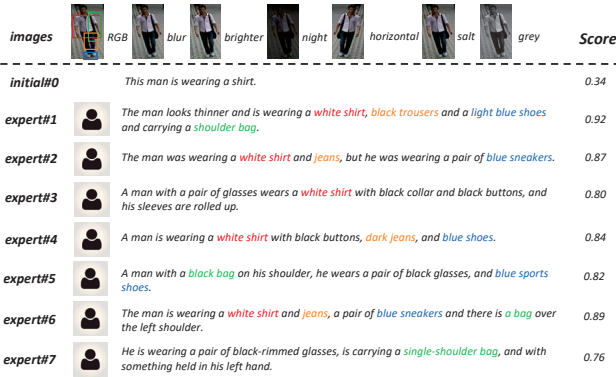 images RGB blur brighter night horizontal salt grey Score
initial#0 This man is wearing a shirt. 0.34
expert#1 The man looks thinner and is wearing a white shirt, black trousers and a light blue shoes
and carrying a shoulder bag. 0.92
expert#2 The man was wearing a white shirt and jeans, but he was wearing a pair of blue sneakers. 0.87
expert#3 A man with a pair of glasses wears a white shirt with black collar and black buttons, and
his sleeves are rolled up. 0.80
expert#4 A man is wearing a white shirt with black buttons, dark jeans, and blue shoes. 0.84
expert#5 A man with a black bag on his shoulder, he wears a pair of black glasses, and blue sports
shoes. 0.82
expert#6 The man is wearing a white shirt and jeans, a pair of blue sneakers and there is a bag over
the left shoulder. 0.89
expert#7 He is wearing a pair of black-rimmed glasses, is carrying a single-shoulder bag, and with
something held in his left hand. 0.76